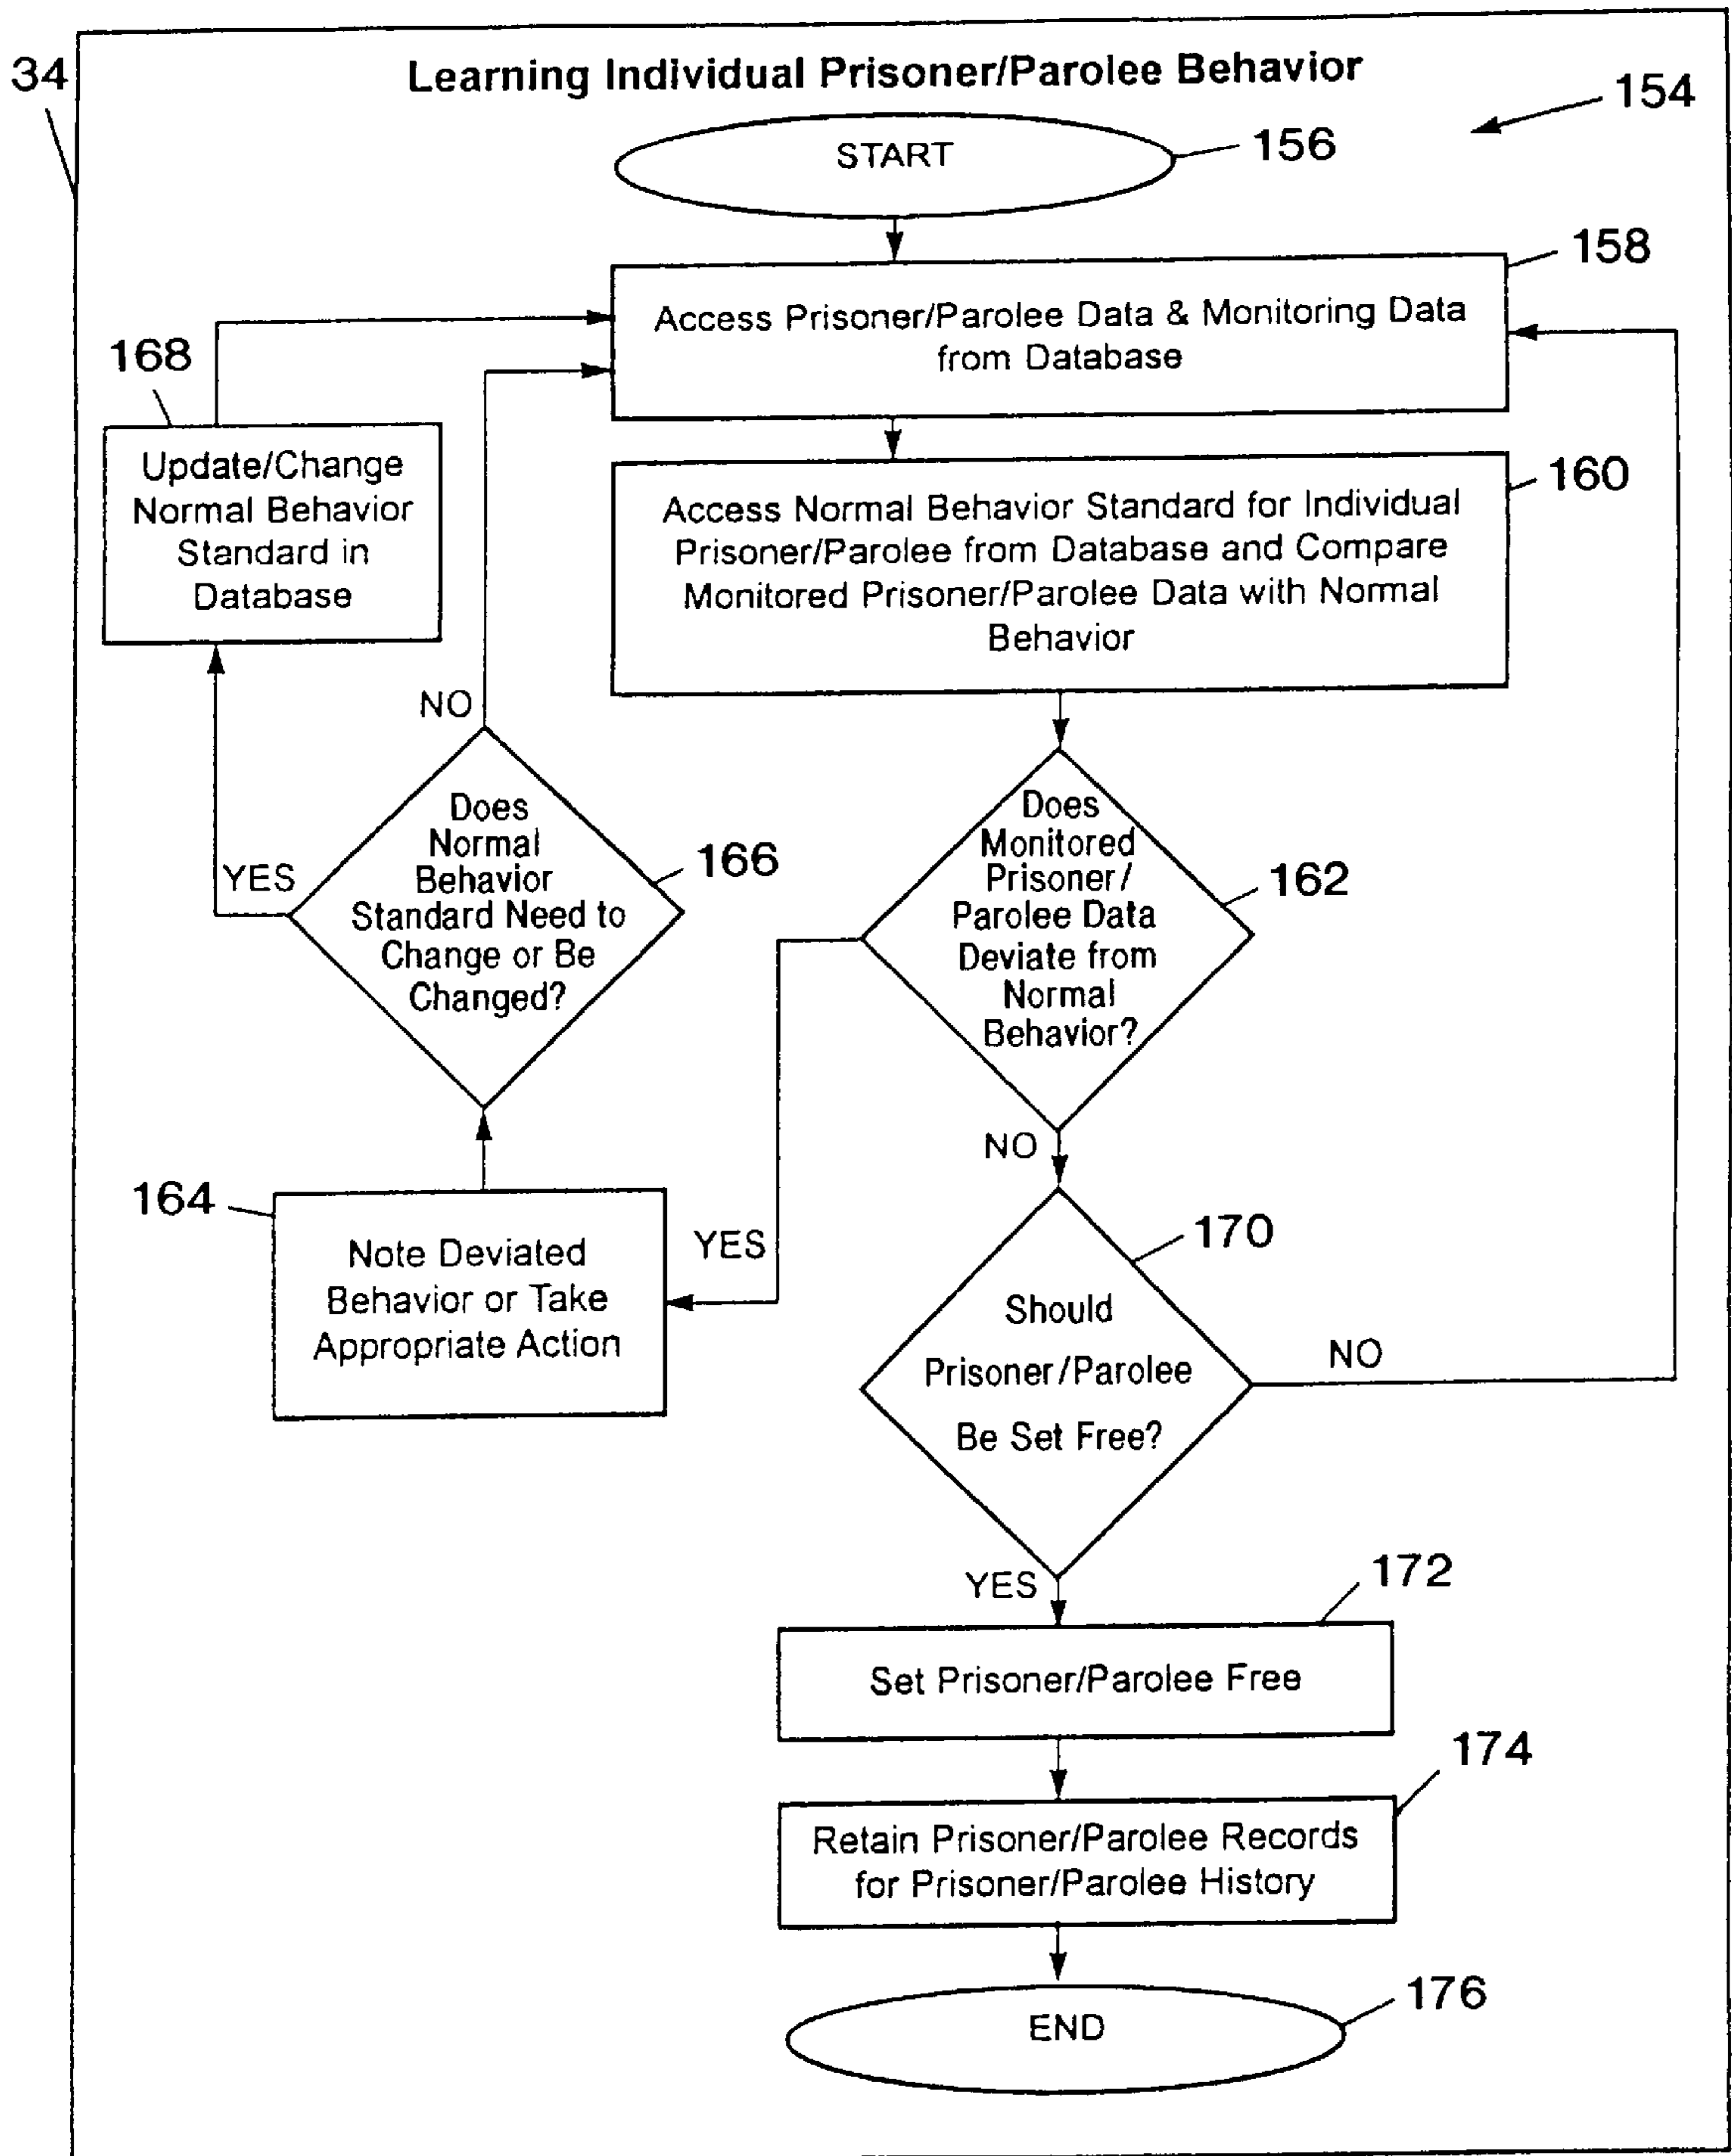 34
Learning Individual Prisoner/Parolee Behavior
154
START
156
158
Access Prisoner/Parolee Data & Monitoring Data
from Database
168
Update/Change
Normal Behavior
Standard in
Database
160
Access Normal Behavior Standard for Individual
Prisoner/Parolee from Database and Compare
Monitored Prisoner/Parolee Data with Normal
Behavior
NO
YES
Does
Normal
Behavior
Standard Need to
Change or Be
Changed?
166
Does
Monitored
Prisoner/
Parolee Data
Deviate from
Normal
Behavior?
162
NO
164
Note Deviated
Behavior or Take
Appropriate Action
YES
170
Should
Prisoner/Parolee
Be Set Free?
NO
YES
172
Set Prisoner/Parolee Free
174
Retain Prisoner/Parolee Records
for Prisoner/Parolee History
END
176